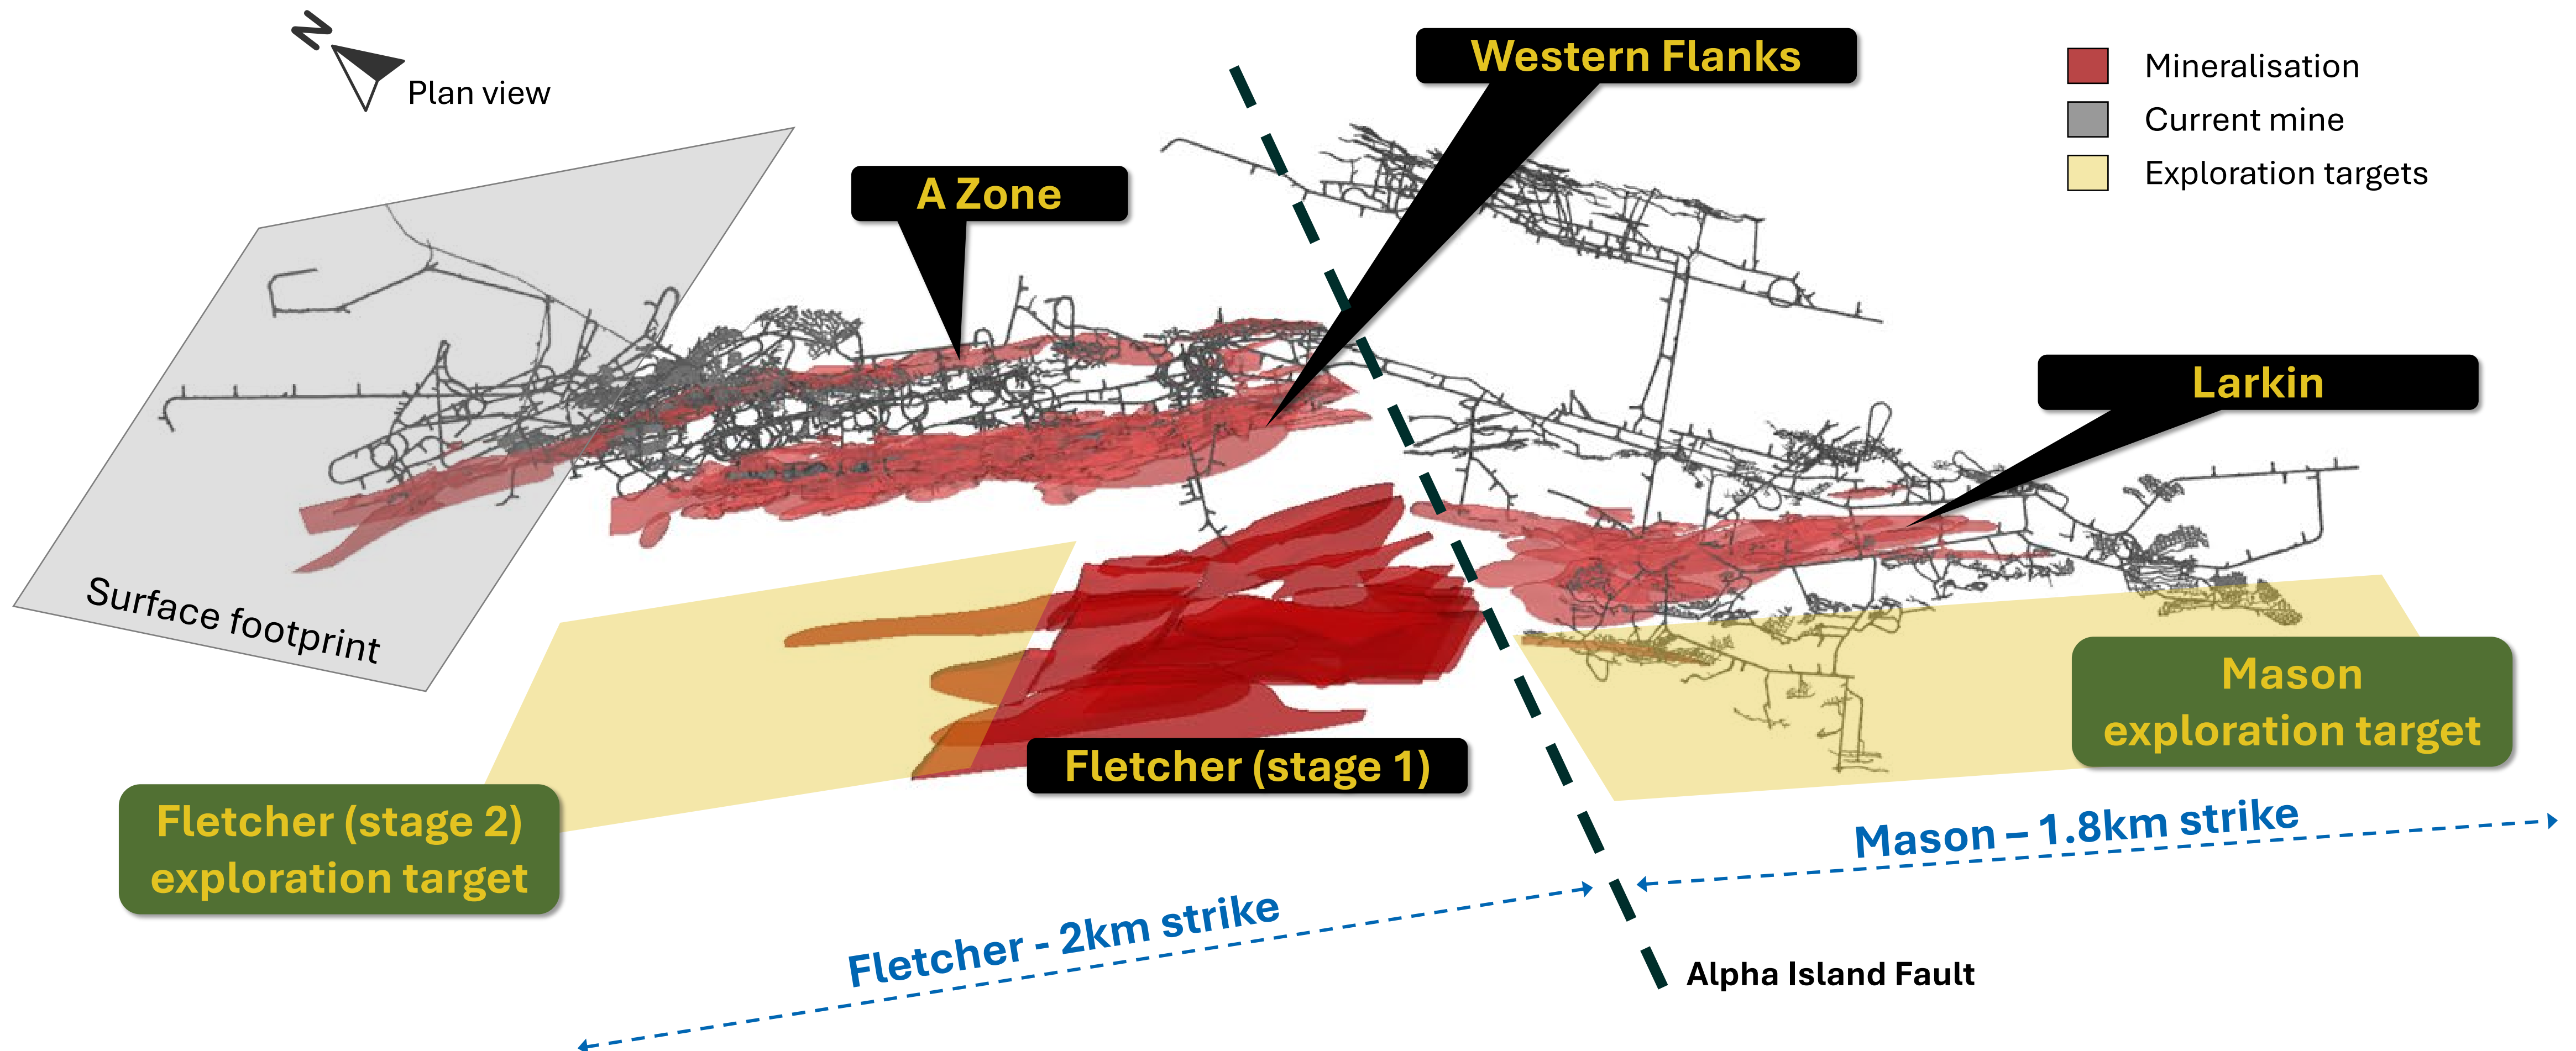 N
Plan view
Western Flanks
Mineralisation
Current mine
Exploration targets
A Zone
Larkin
Surface footprint
Mason
exploration target
Fletcher (stage 1)
Fletcher (stage 2)
exploration target
Mason – 1.8km strike
Fletcher - 2km strike
Alpha Island Fault